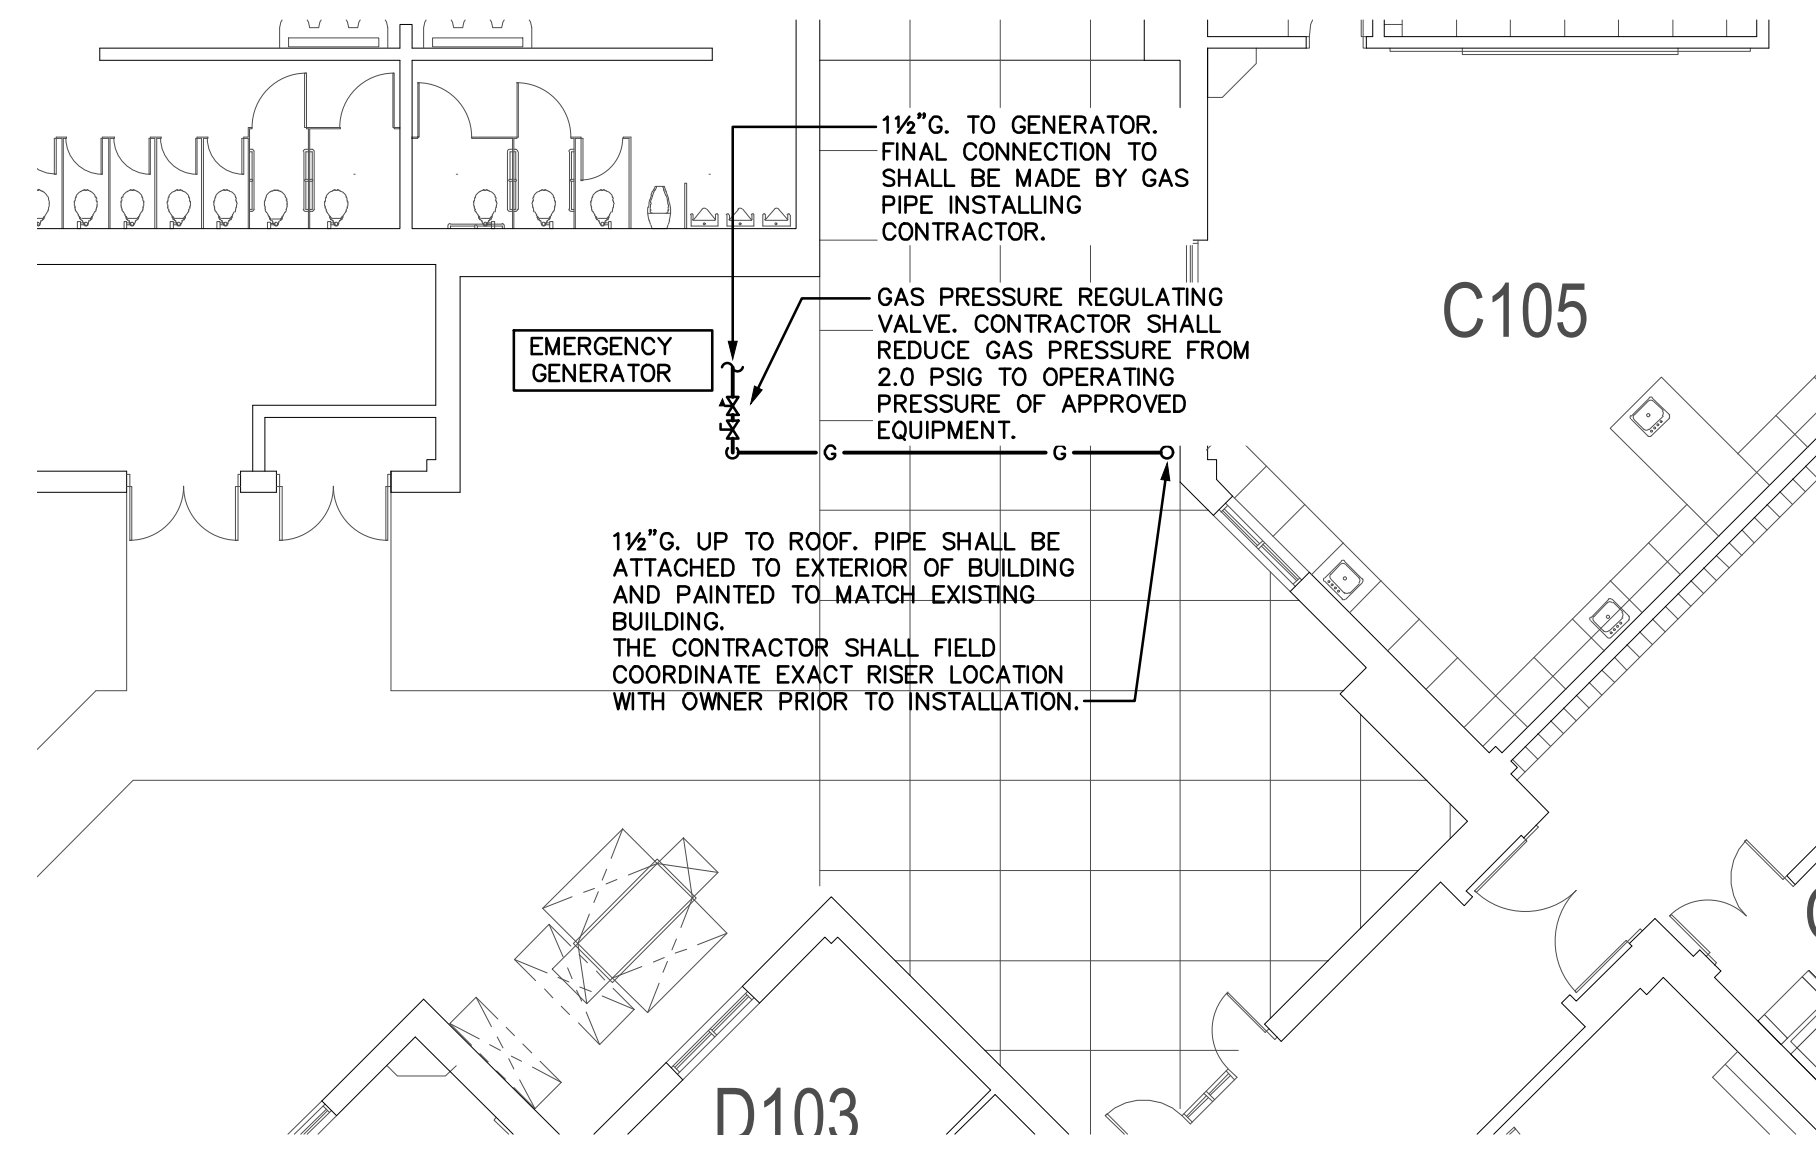 1½"G. TO GENERATOR.
FINAL CONNECTION TO
SHALL BE MADE BY GAS
PIPE INSTALLING
CONTRACTOR.
GAS PRESSURE REGULATING
VALVE. CONTRACTOR SHALL
REDUCE GAS PRESSURE FROM
2.0 PSIG TO OPERATING
PRESSURE OF APPROVED
EQUIPMENT.
C105
EMERGENCY
GENERATOR
G
G
1½"G. UP TO ROOF. PIPE SHALL BE
ATTACHED TO EXTERIOR OF BUILDING
AND PAINTED TO MATCH EXISTING
BUILDING.
THE CONTRACTOR SHALL FIELD
COORDINATE EXACT RISER LOCATION
WITH OWNER PRIOR TO INSTALLATION.
D103